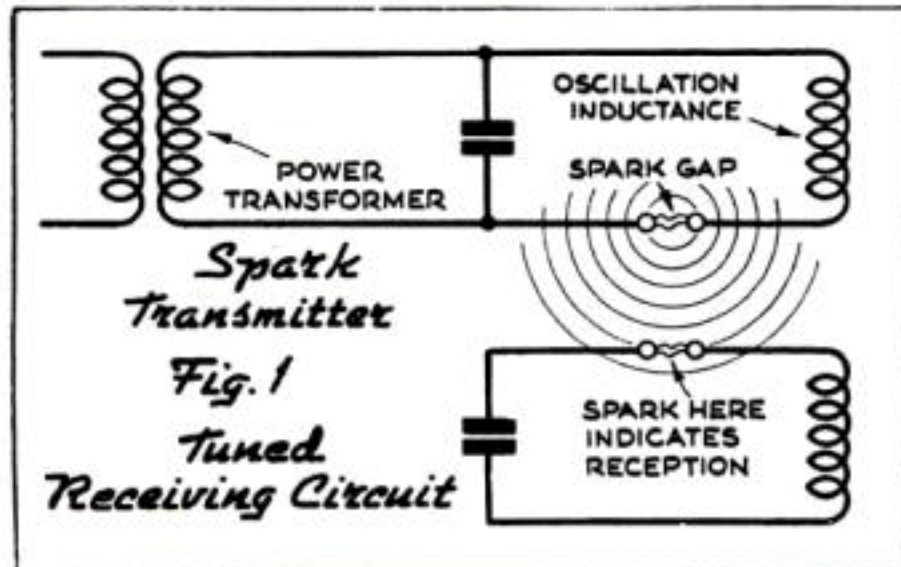 OSCILLATION
INDUCTANCE
POWER
TRANSFORMER
SPARK GAP
Spark
Transmitter
Fig. 1
Tuned
Receiving Circuit
SPARK HERE
INDICATES
RECEPTION